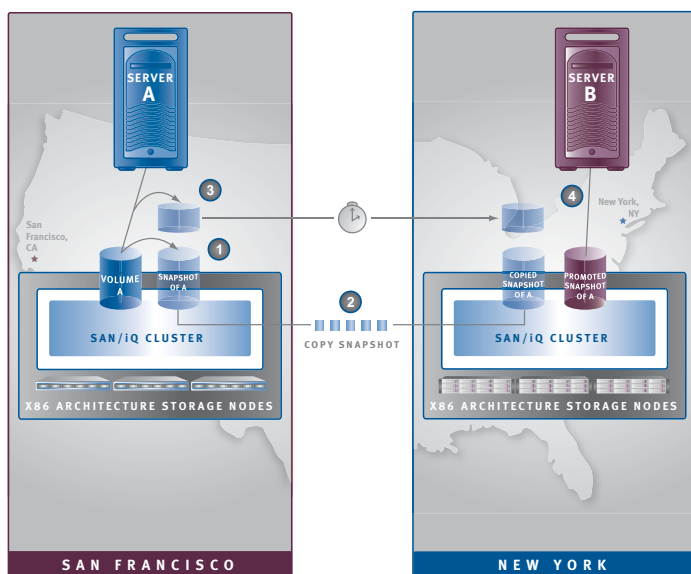 SERVER
A
3
San
Francisco,
CA
1
VOLUME
A
SNAPSHOT
OF A
SAN/iQ CLUSTER
X86 ARCHITECTURE STORAGE NODES
SAN FRANCISCO
2
COPY SNAPSHOT
SERVER
B
4
New York,
NY
COPIED
SNAPSHOT
OF A
PROMOTED
SNAPSHOT
OF A
SAN/iQ CLUSTER
X86 ARCHITECTURE STORAGE NODES
NEW YORK